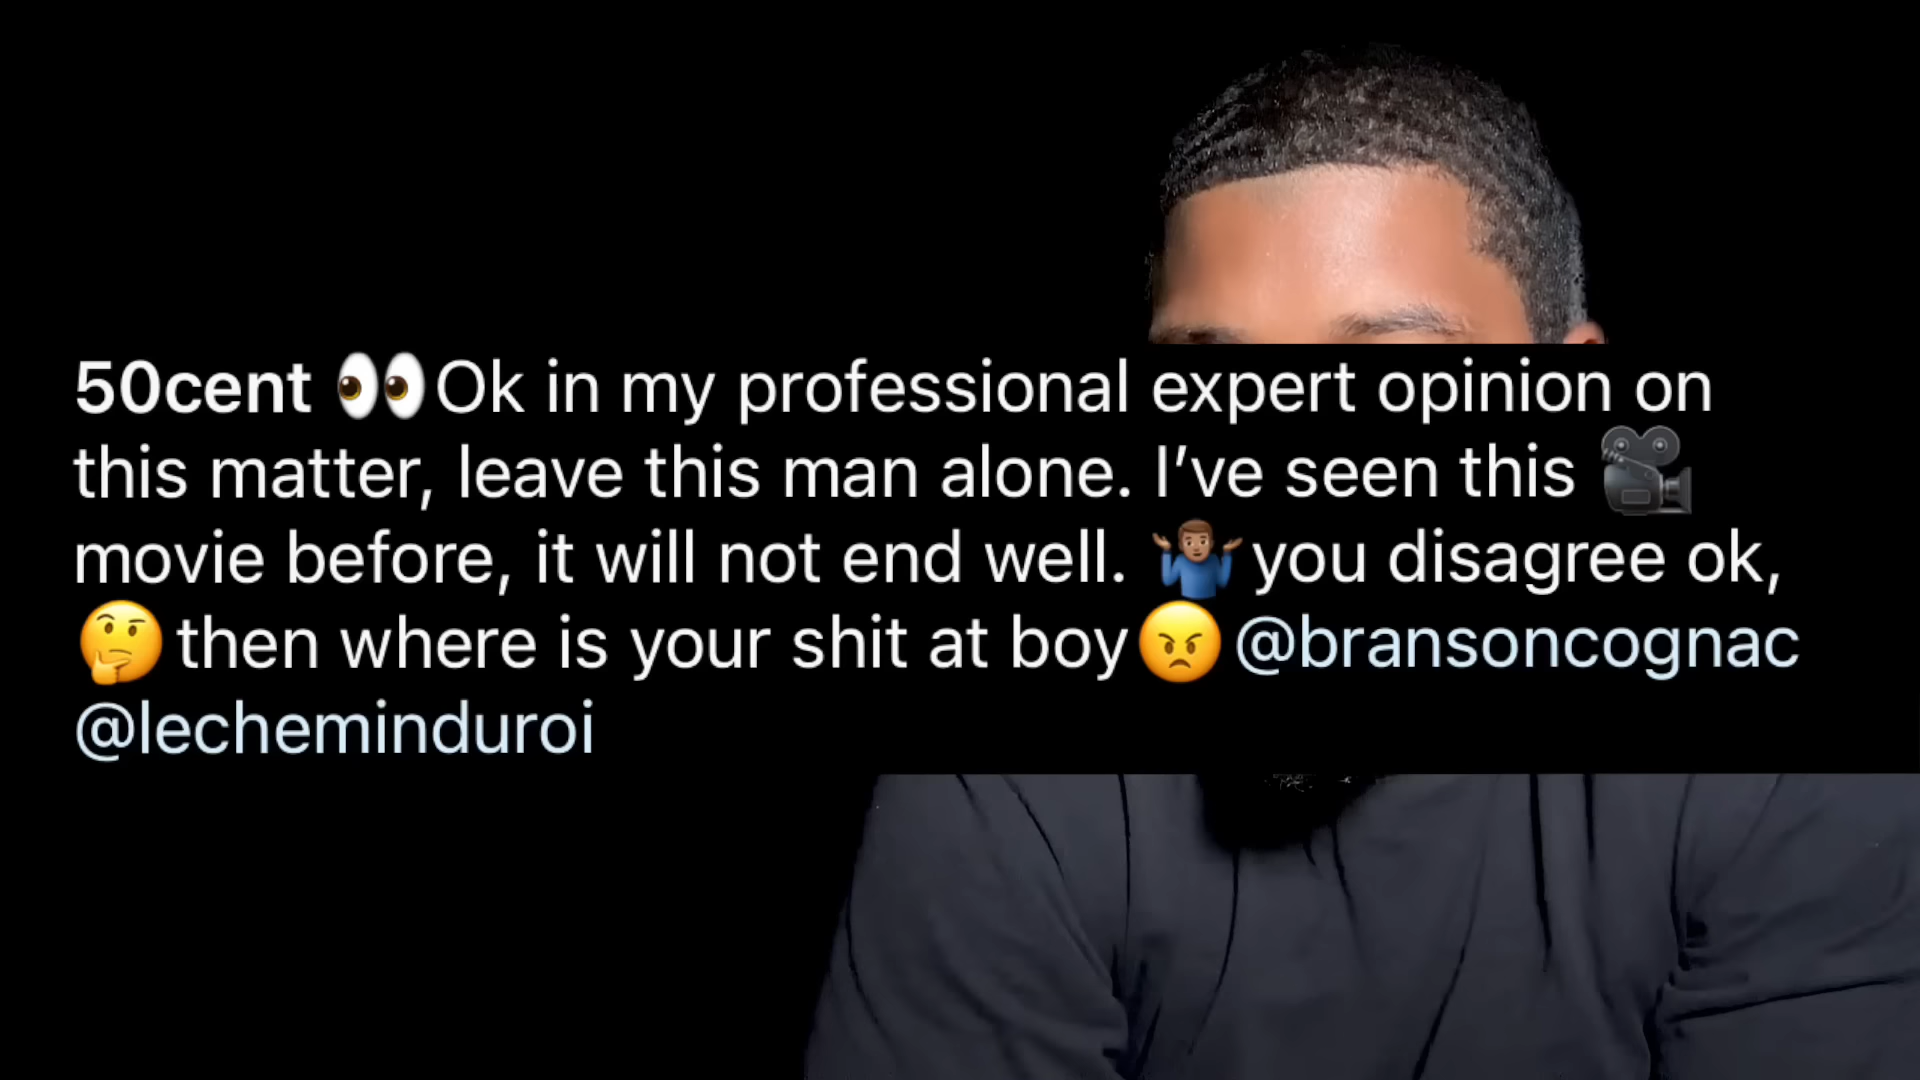 50cent 👀Ok in my professional expert opinion on
this matter, leave this man alone. I’ve seen this 🎥
movie before, it will not end well. 🤷🏽‍♂️you disagree ok,
🤔then where is your shit at boy😠@bransoncognac
@lecheminduroi